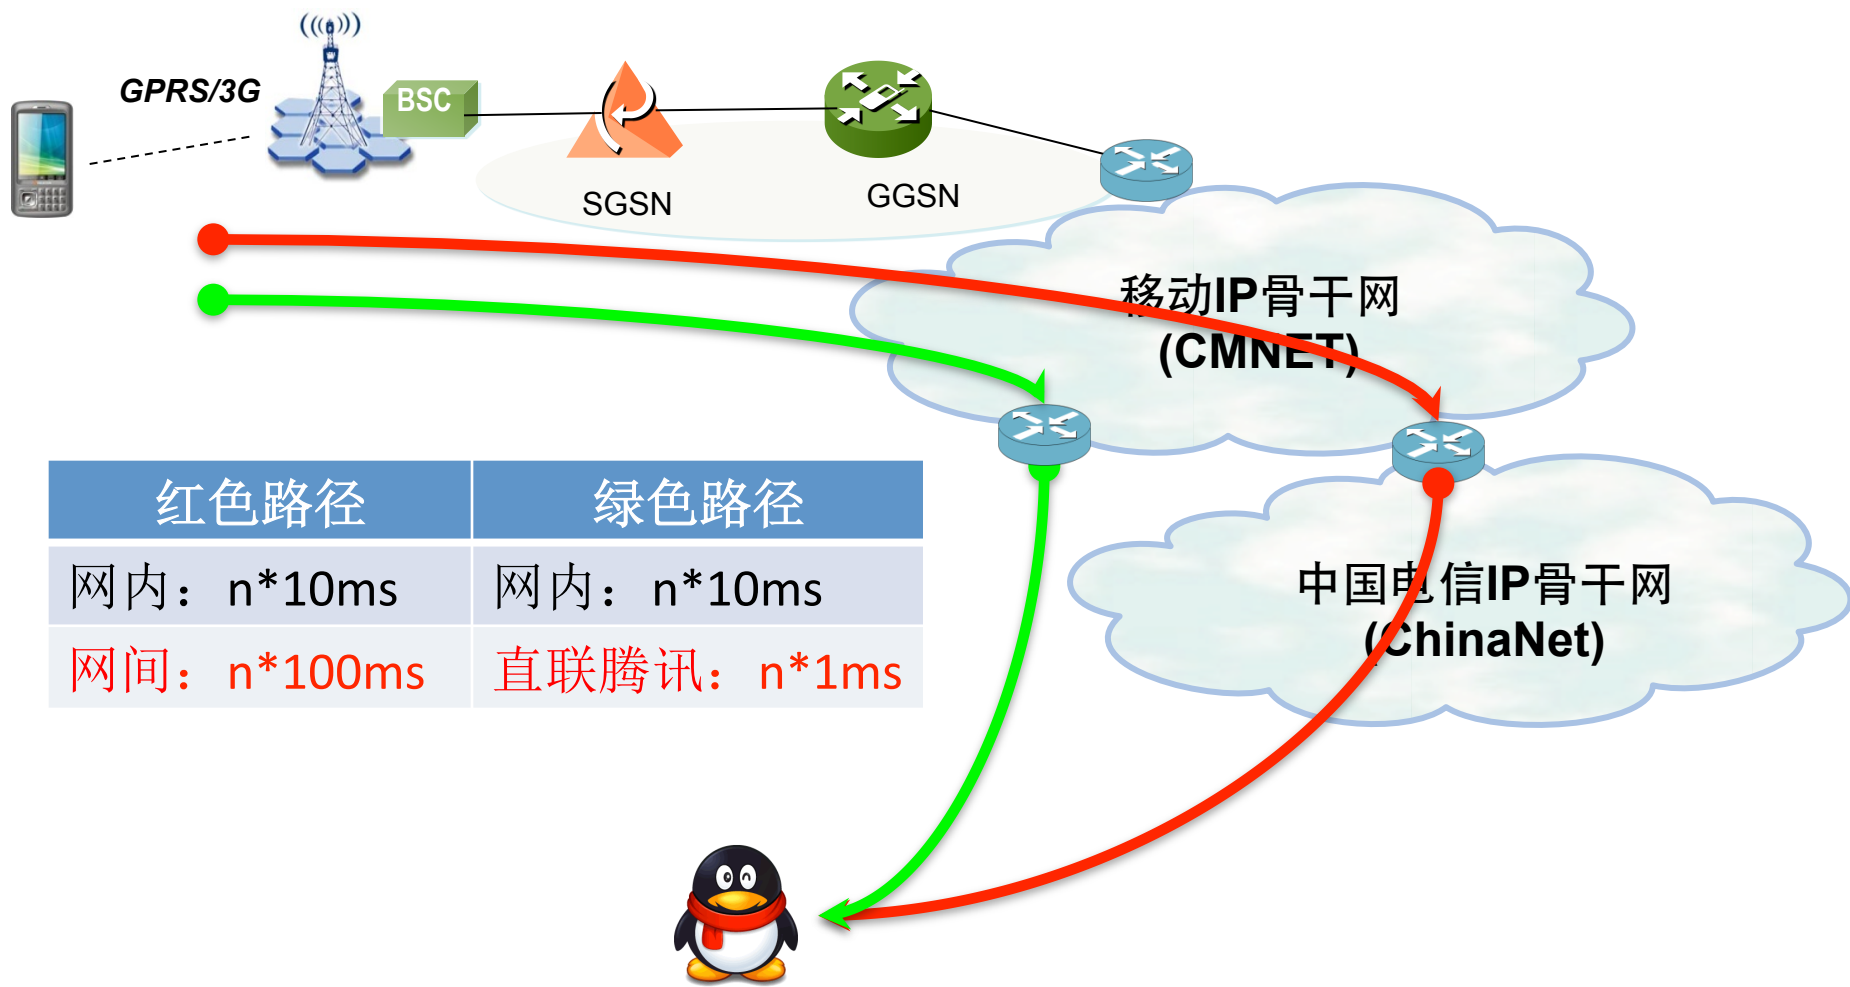 GPRS/3G
BSC
SGSN
GGSN
移动IP骨干网
(CMNET)
红色路径
绿色路径
网内：n*10ms
网内：n*10ms
网间：n*100ms
直联腾讯：n*1ms
中国电信IP骨干网
(ChinaNet)